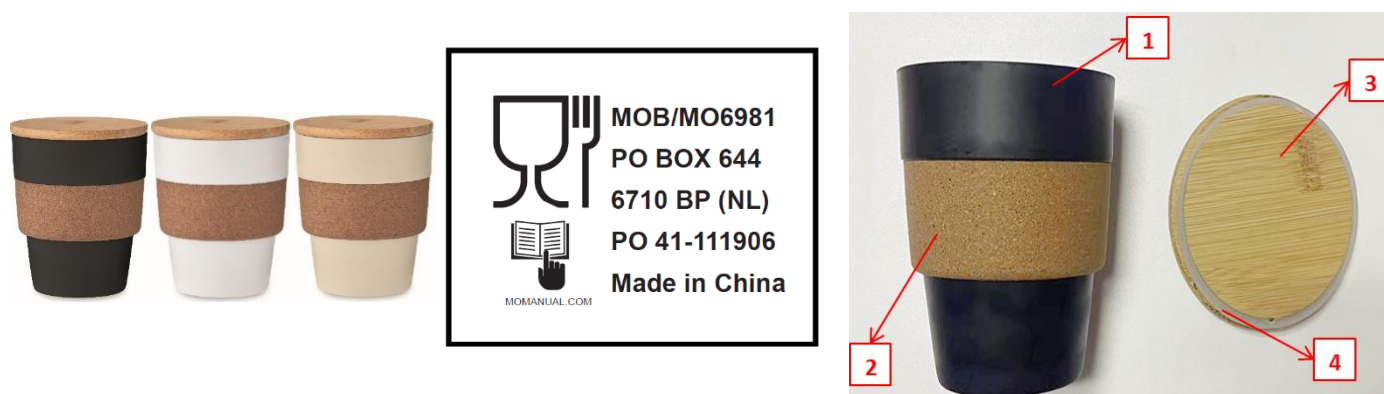 MOB/MO6981
PO BOX 644
6710 BP (NL)
PO 41-111906
Made in China
MOMANUAL.COM
1
2
3
4